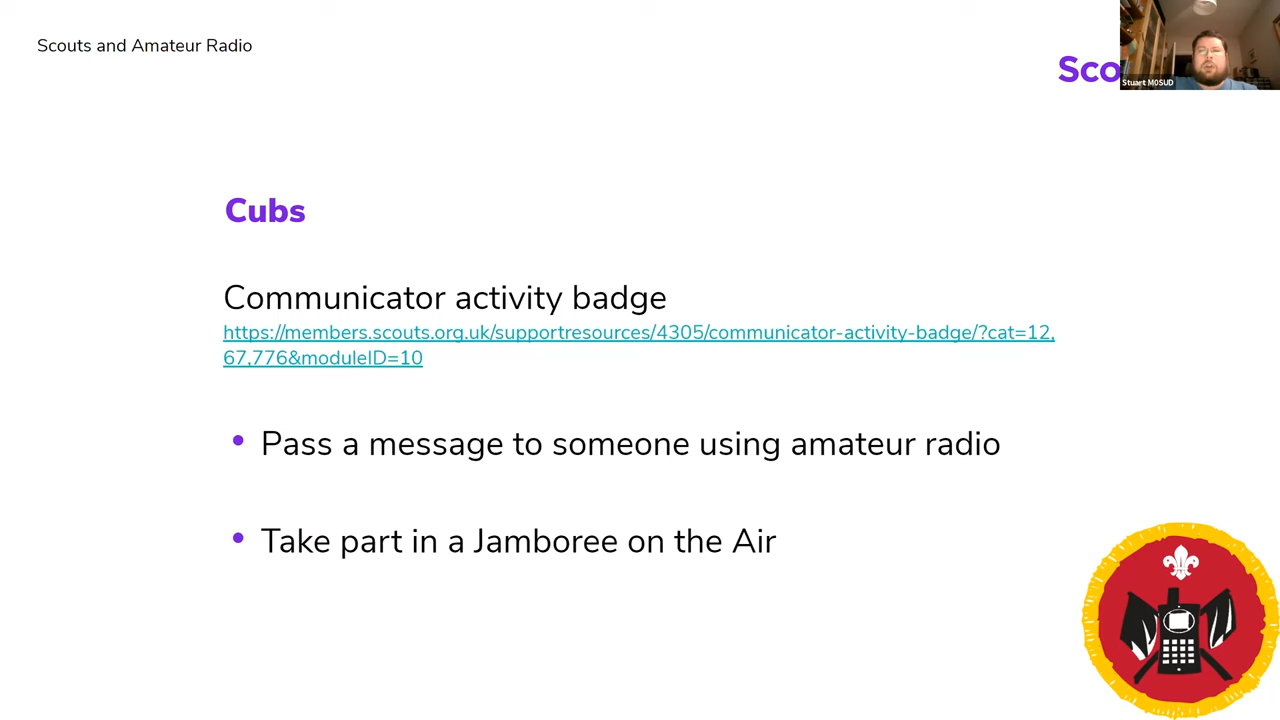 Scouts and Amateur Radio
Sco
Stuart M0SUD
Cubs
Communicator activity badge
https://members.scouts.org.uk/supportresources/4305/communicator-activity-badge/?cat=12,
67,776&moduleID=10
• Pass a message to someone using amateur radio
• Take part in a Jamboree on the Air